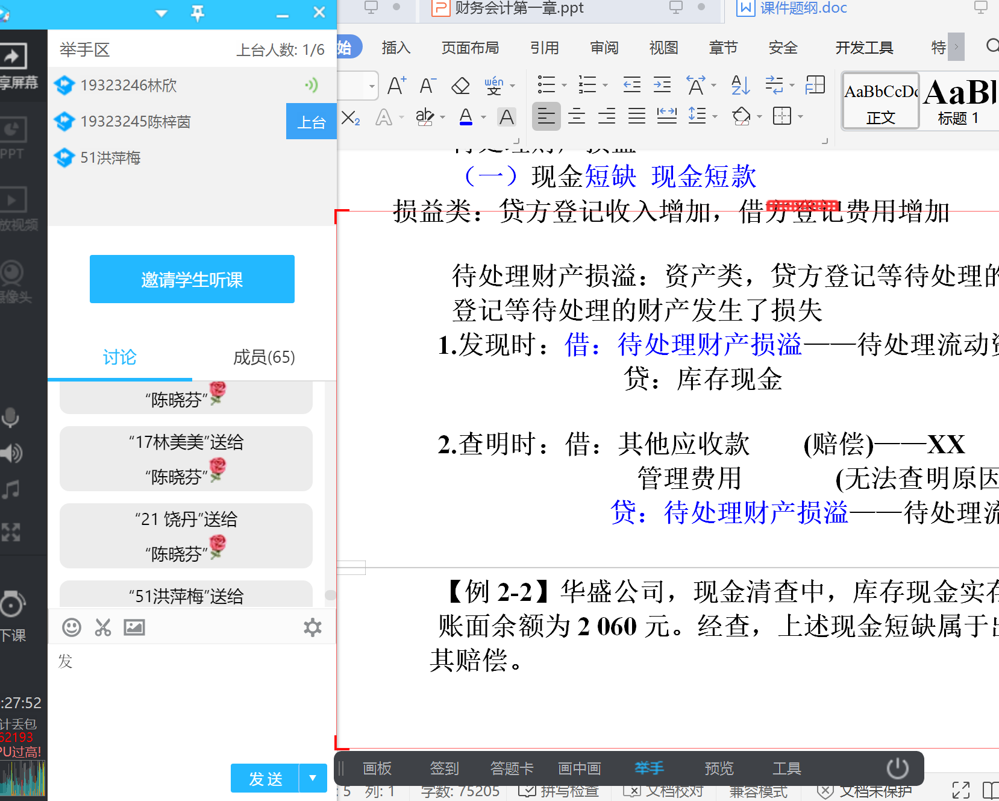 财务会计第一章.ppt
课件题纲.doc
举手区
上台人数: 1/6
始
插入
页面布局
引用
审阅
视图
章节
安全
开发工具
特
享屏幕
19323246林欣
19323245陈梓茵
上台
51洪萍梅
wén
文
AaBbCcDd
正文
AaBl
标题 1
PPT
放视频
摄像头
（一）现金短缺 现金短款
损益类：贷方登记收入增加，借方登记费用增加
邀请学生听课
待处理财产损溢：资产类，贷方登记等待处理的
登记等待处理的财产发生了损失
1.发现时：借：待处理财产损溢——待处理流动资
贷：库存现金
讨论
成员(65)
“陈晓芬”
“17林美美”送给
“陈晓芬”
“21 饶丹”送给
“陈晓芬”
“51洪萍梅”送给
2.查明时：借：其他应收款 (赔偿)——XX
管理费用 (无法查明原因
贷：待处理财产损溢——待处理流
【例 2-2】华盛公司，现金清查中，库存现金实存
账面余额为 2 060 元。经查，上述现金短缺属于出
其赔偿。
下课
发
:27:52
计丢包
62193
PU过高!
发送
画板
签到
答题卡
画中画
举手
预览
工具
: 5
列: 1
字数: 75205
拼写检查
文档校对
兼容模式
文档未保护